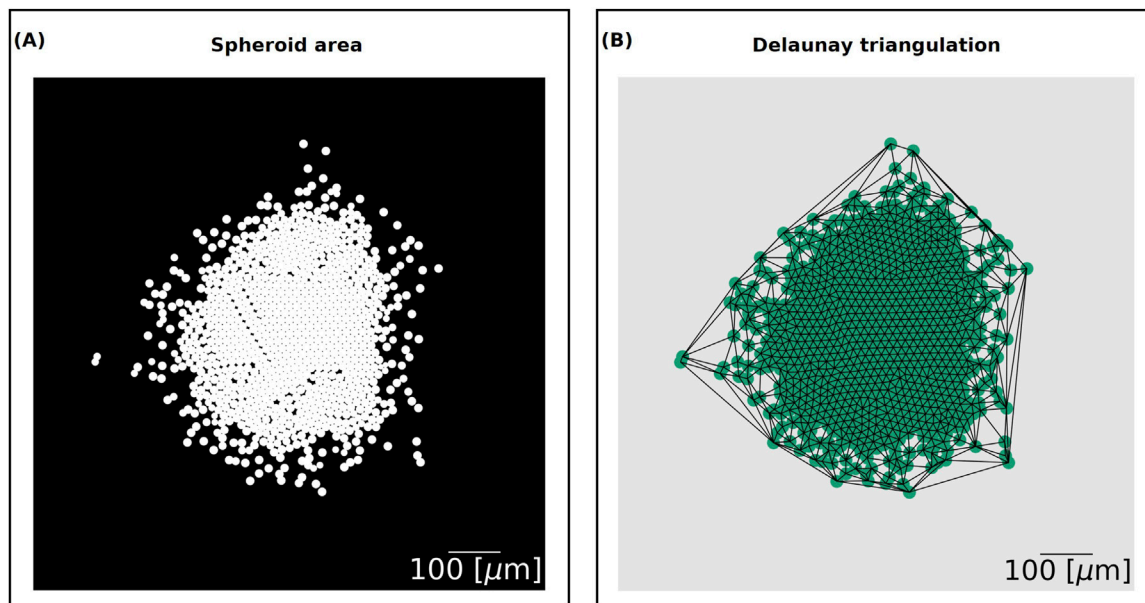 (A)
Spheroid area
100 [μm]
(B)
Delaunay triangulation
100 [μm]